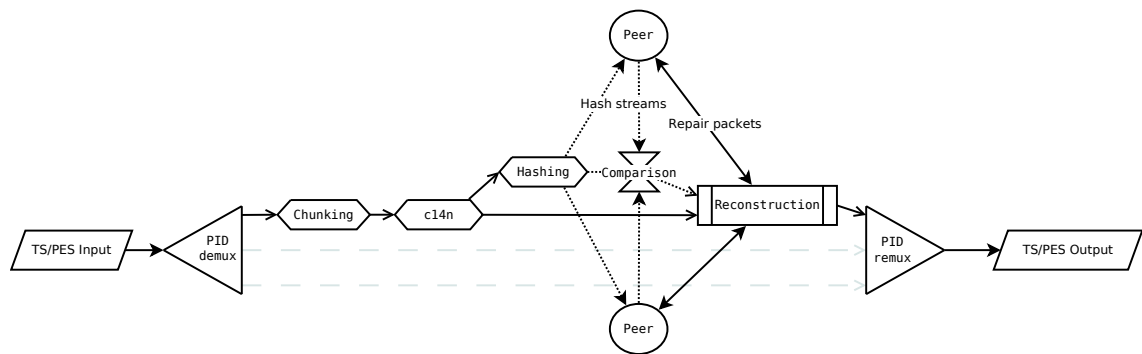 Peer
Hash streams
Repair packets
Hashing
Comparison
Chunking
c14n
Reconstruction
TS/PES Input
PID
demux
PID
remux
TS/PES Output
Peer